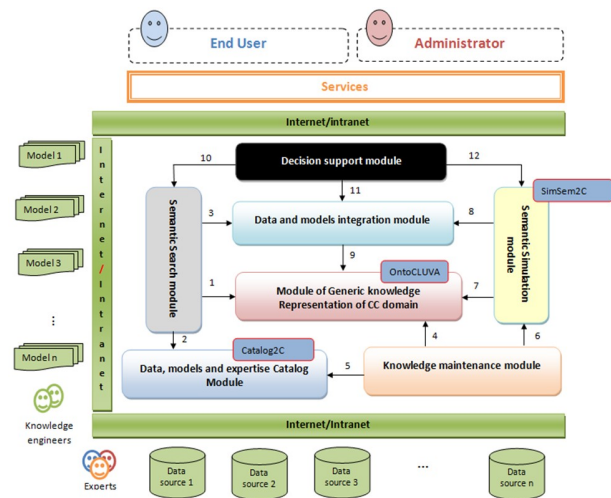 End User
Administrator
Services
Internet/intranet
Model 1
Model 2
Model 3
...
Model n
Internet/Intranet
Knowledge
engineers
10
Decision support module
12
11
SimSem2C
Semantic Search module
3
Data and models integration module
8
Semantic Simulation
module
9
OntoCLUVA
1
Module of Generic knowledge
Representation of CC domain
7
2
Catalog2C
4
6
Data, models and expertise Catalog
Module
5
Knowledge maintenance module
Internet/Intranet
Experts
Data
source 1
Data
source 2
Data
source 3
...
Data
source n